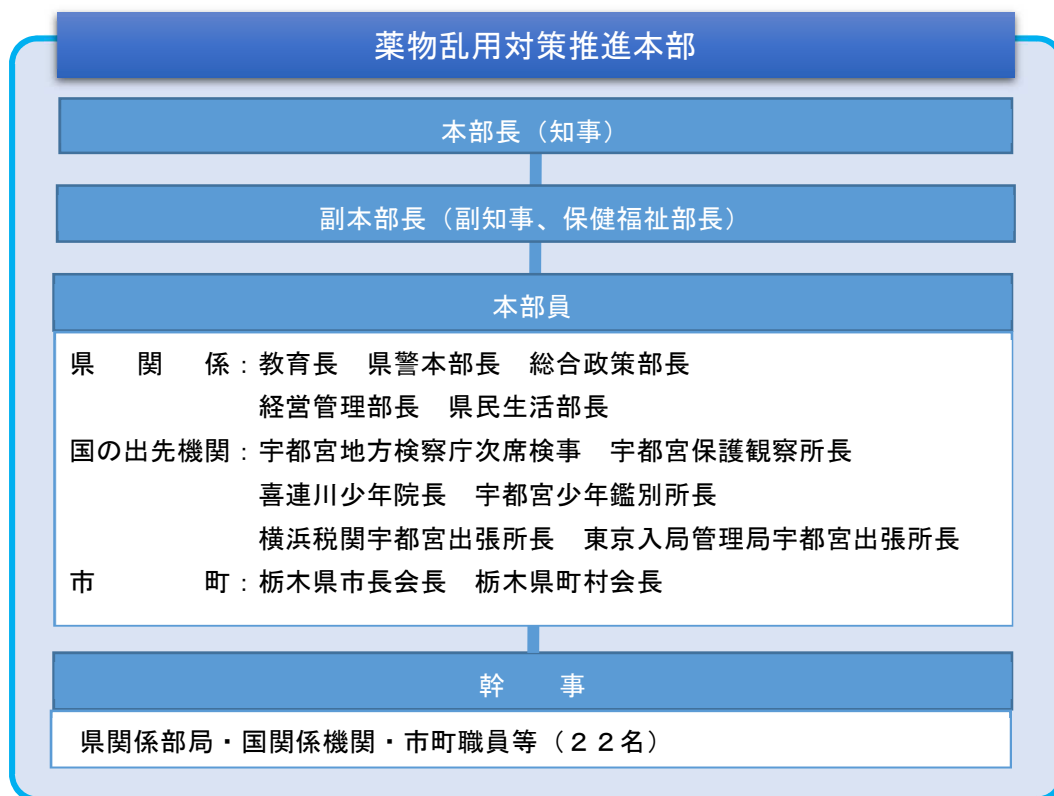 薬物乱用対策推進本部
本部長（知事）
副本部長（副知事、保健福祉部長）
本部員
県　関　係：教育長　県警本部長　総合政策部長
経営管理部長　県民生活部長
国の出先機関：宇都宮地方検察庁次席検事　宇都宮保護観察所長
喜連川少年院長　宇都宮少年鑑別所長
横浜税関宇都宮出張所長　東京入局管理局宇都宮出張所長
市　　　町：栃木県市長会長　栃木県町村会長
幹　事
県関係部局・国関係機関・市町職員等（２２名）